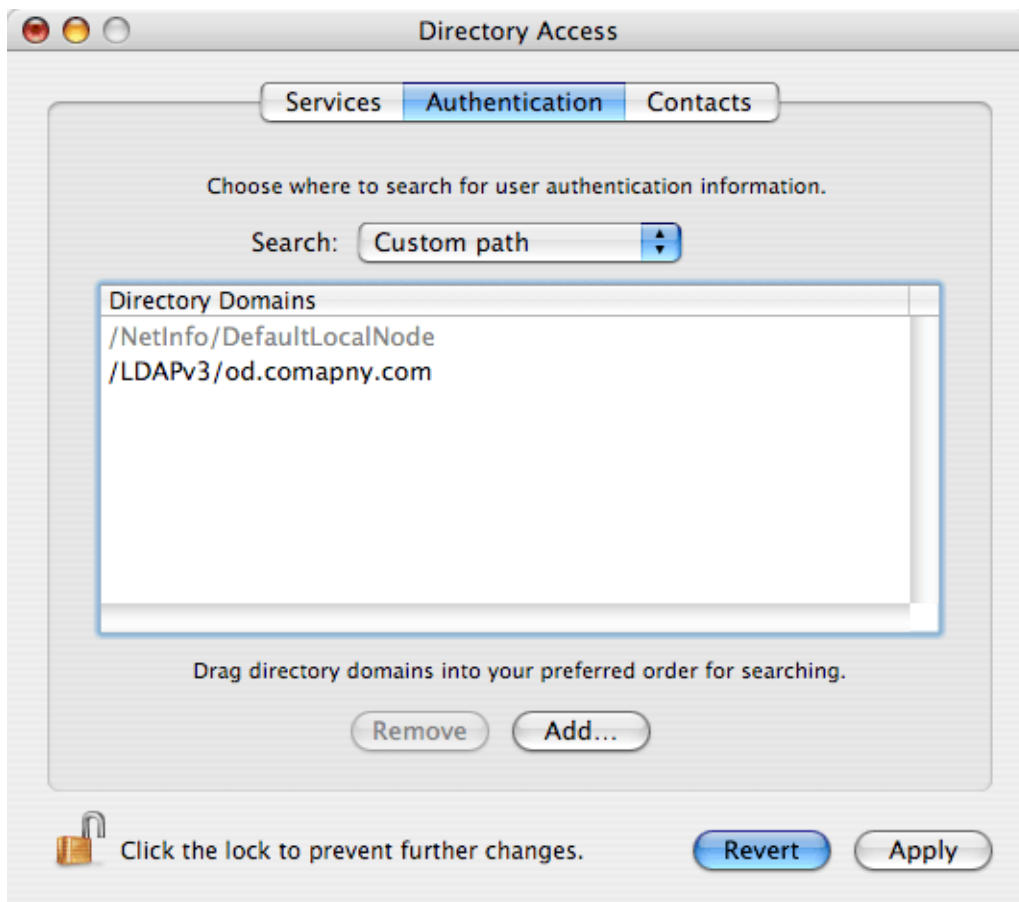 Directory Access
Services Authentication Contacts
Choose where to search for user authentication information.
Search: Custom path
Directory Domains
/NetInfo/DefaultLocalNode
/LDAPv3/od.comapny.com
Drag directory domains into your preferred order for searching.
Remove Add...
Click the lock to prevent further changes. Revert Apply